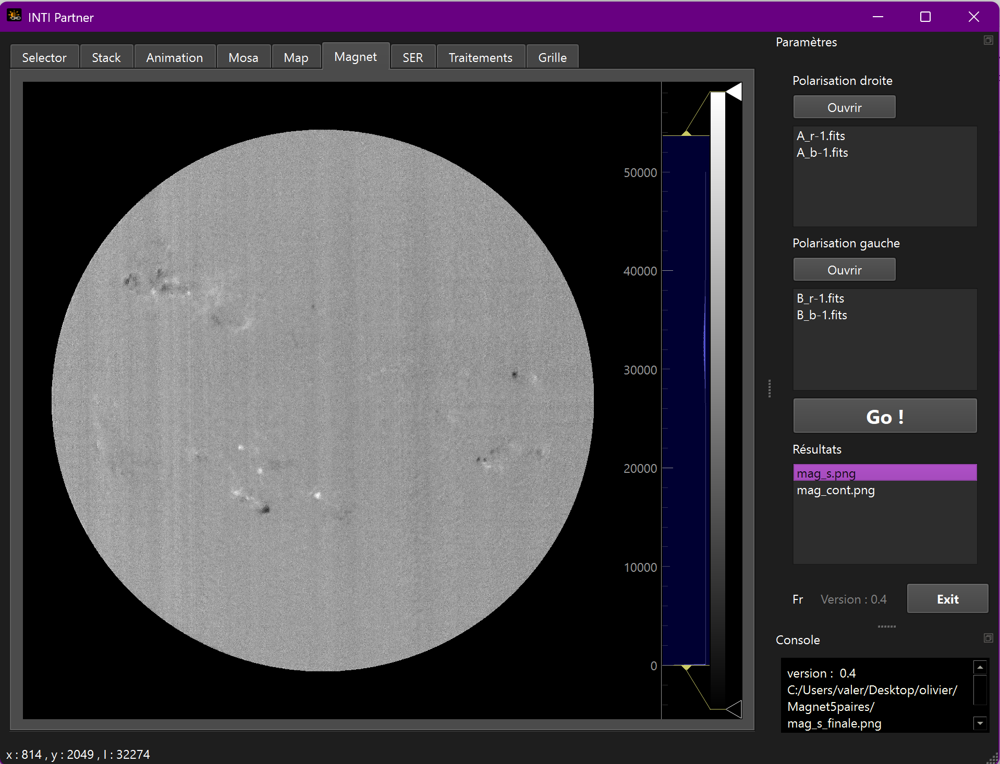 INTI Partner
Selector Stack Animation Mosa Map Magnet SER Traitements Grille
Paramètres
Polarisation droite
Ouvrir
A_r-1.fits
A_b-1.fits
Polarisation gauche
Ouvrir
B_r-1.fits
B_b-1.fits
Go !
Résultats
mag_s.png
mag_cont.png
Fr Version : 0.4 Exit
Console
version : 0.4
C:/Users/valer/Desktop/olivier/
Magnet5paires/
mag_s_finale.png
50000
40000
30000
20000
10000
0
x : 814 , y : 2049 , I : 32274